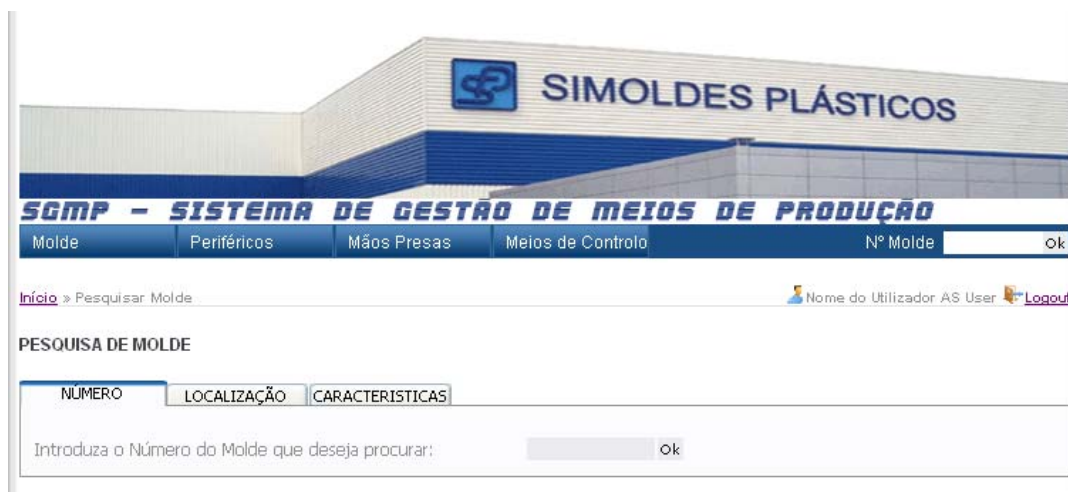 SIMOLDES PLÁSTICOS
SGMP - SISTEMA DE GESTÃO DE MEIOS DE PRODUÇÃO
Molde Periféricos Mãos Presas Meios de Controlo Nº Molde Ok
Início » Pesquisar Molde Nome do Utilizador AS User Logout
PESQUISA DE MOLDE
NÚMERO LOCALIZAÇÃO CARACTERISTICAS
Introduza o Número do Molde que deseja procurar: Ok